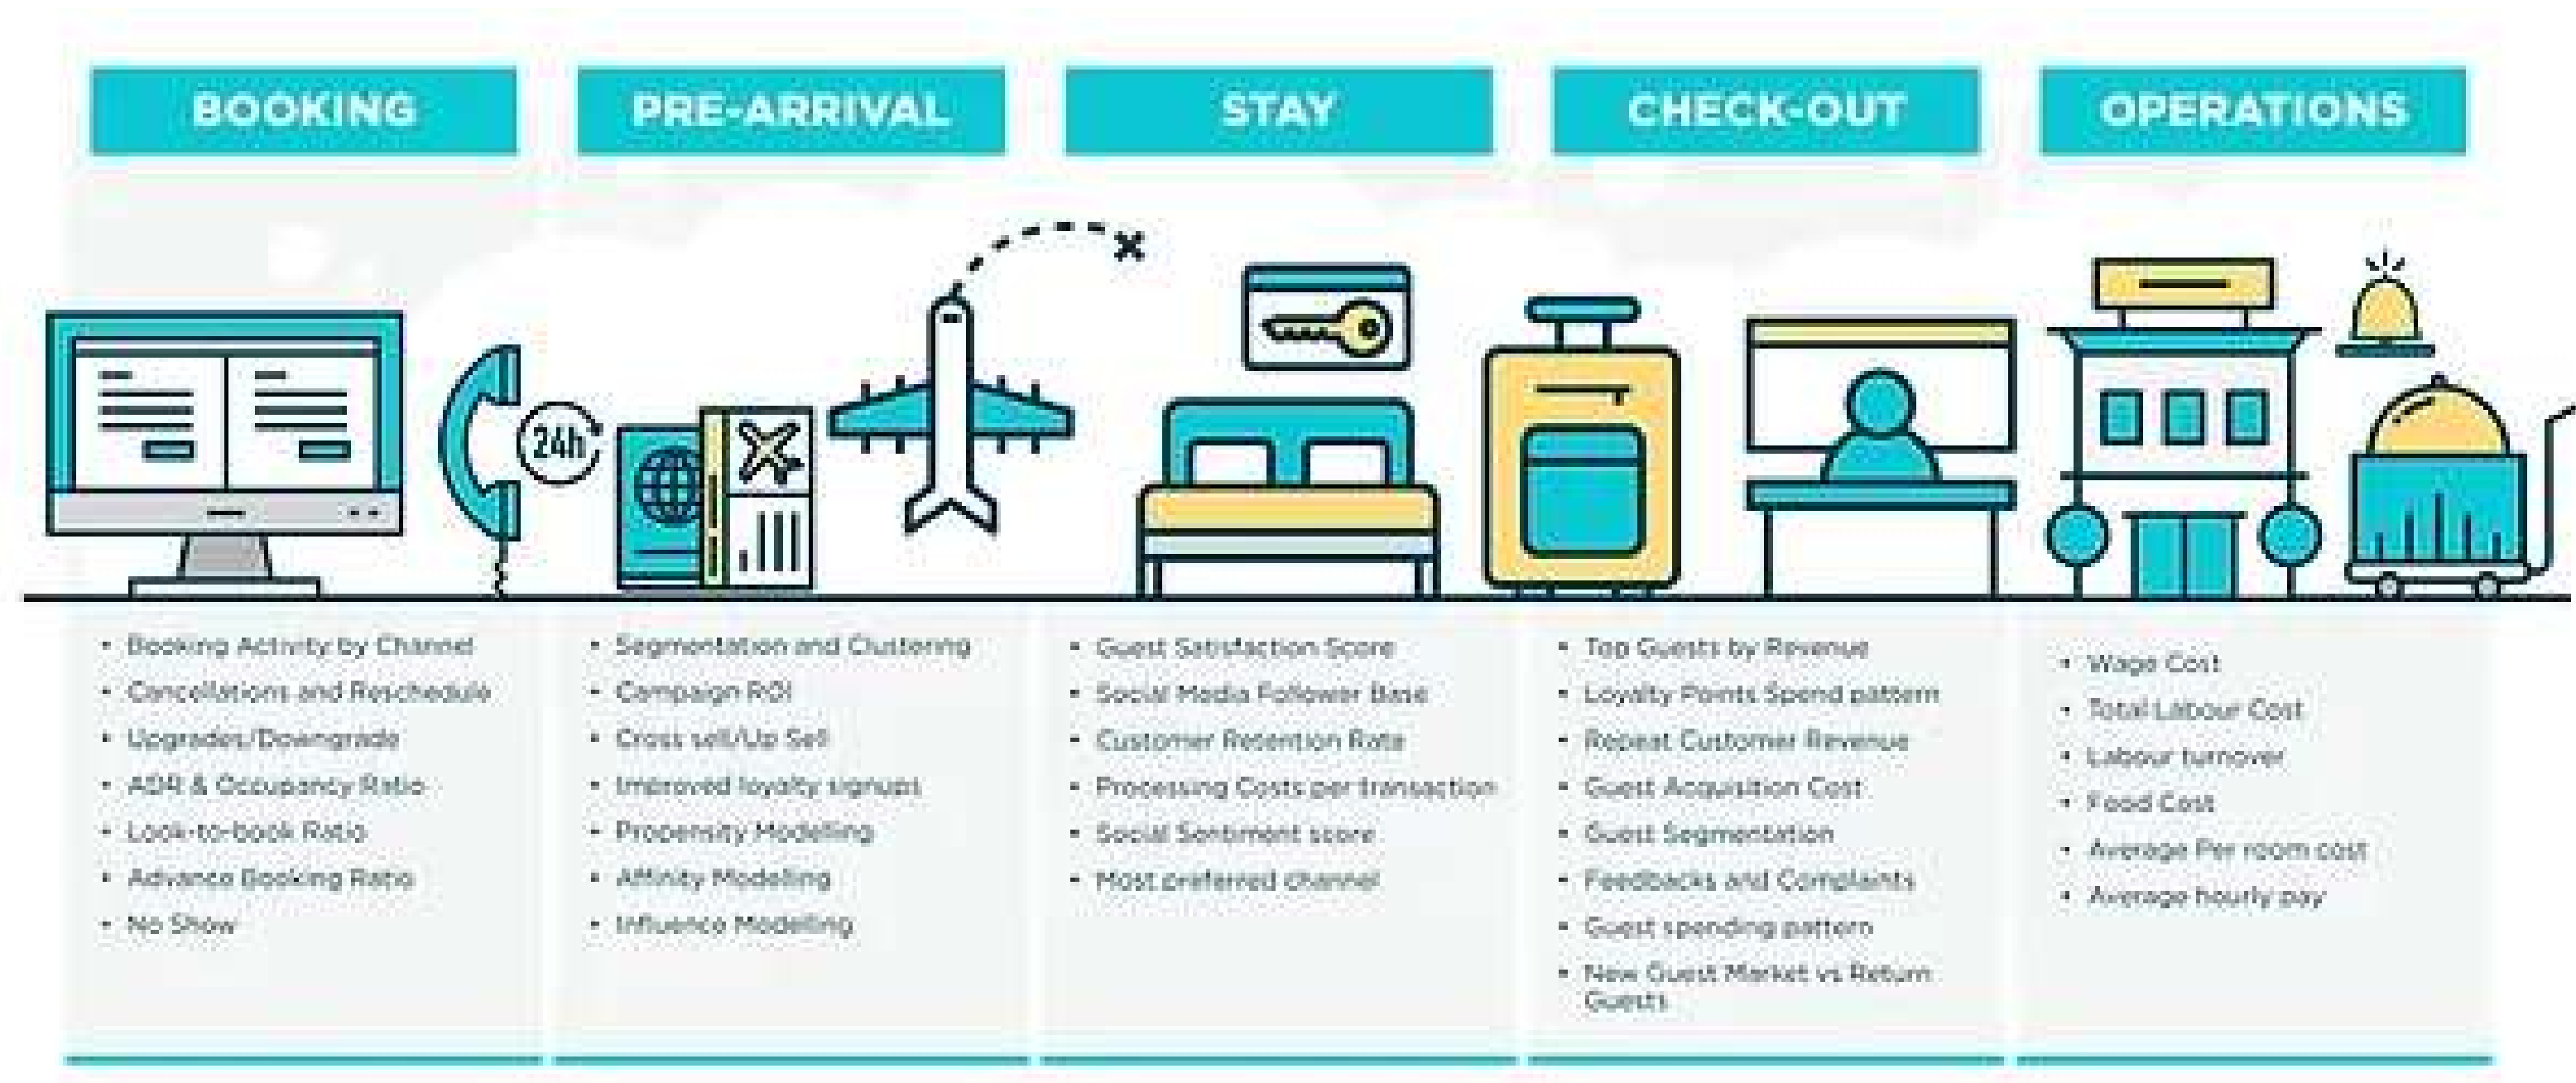 BOOKING
PRE-ARRIVAL
STAY
CHECK-OUT
OPERATIONS
24h
• Booking Activity by Channel
• Cancellations and Reschedule
• Upgrades/Downgrade
• ADR & Occupancy Ratio
• Look-to-book Ratio
• Advance Booking Ratio
• No Show
• Segmentation and Clustering
• Campaign ROI
• Cross sell/Up Sell
• Improved loyalty signups
• Propensity Modelling
• Affinity Modelling
• Influence Modelling
• Guest Satisfaction Score
• Social Media Follower Base
• Customer Retention Rate
• Processing Costs per transaction
• Social Sentiment score
• Most preferred channel
• Top Guests by Revenue
• Loyalty Points Spend pattern
• Repeat Customer Revenue
• Guest Acquisition Cost
• Guest Segmentation
• Feedbacks and Complaints
• Guest spending pattern
• New Guest Market vs Return
Guests
• Wage Cost
• Total Labour Cost
• Labour turnover
• Food Cost
• Average Per room cost
• Average hourly pay